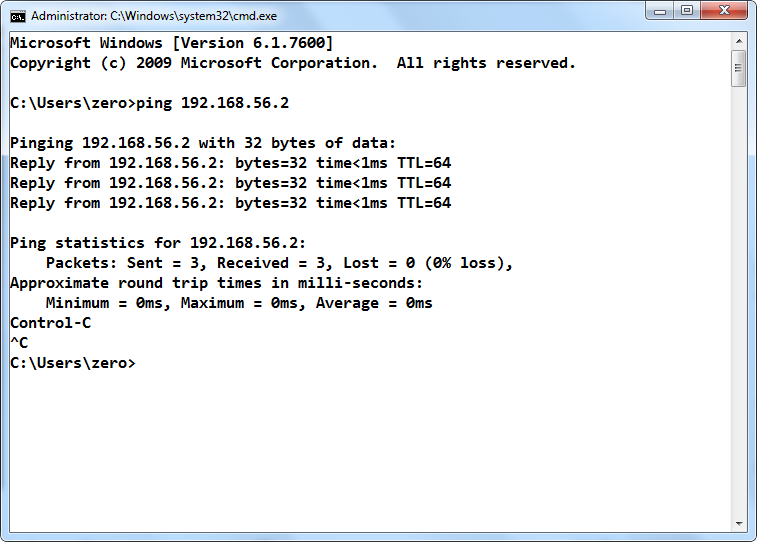 Administrator: C:\Windows\system32\cmd.exe
Microsoft Windows [Version 6.1.7600]
Copyright (c) 2009 Microsoft Corporation.  All rights reserved.
C:\Users\zero>ping 192.168.56.2
Pinging 192.168.56.2 with 32 bytes of data:
Reply from 192.168.56.2: bytes=32 time<1ms TTL=64
Reply from 192.168.56.2: bytes=32 time<1ms TTL=64
Reply from 192.168.56.2: bytes=32 time<1ms TTL=64
Ping statistics for 192.168.56.2:
    Packets: Sent = 3, Received = 3, Lost = 0 (0% loss),
Approximate round trip times in milli-seconds:
    Minimum = 0ms, Maximum = 0ms, Average = 0ms
Control-C
^C
C:\Users\zero>